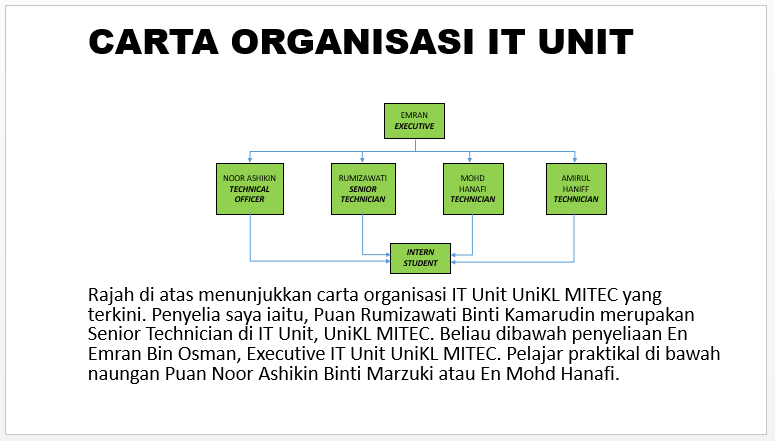 CARTA ORGANISASI IT UNIT
EMRAN
EXECUTIVE
NOOR ASHIKIN
TECHNICAL
OFFICER
RUMIZAWATI
SENIOR
TECHNICIAN
MOHD
HANAFI
TECHNICIAN
AMIRUL
HANIFF
TECHNICIAN
INTERN
STUDENT
Rajah di atas menunjukkan carta organisasi IT Unit UniKL MITEC yang
terkini. Penyelia saya iaitu, Puan Rumizawati Binti Kamarudin merupakan
Senior Technician di IT Unit, UniKL MITEC. Beliau dibawah penyeliaan En
Emran Bin Osman, Executive IT Unit UniKL MITEC. Pelajar praktikal di bawah
naungan Puan Noor Ashikin Binti Marzuki atau En Mohd Hanafi.